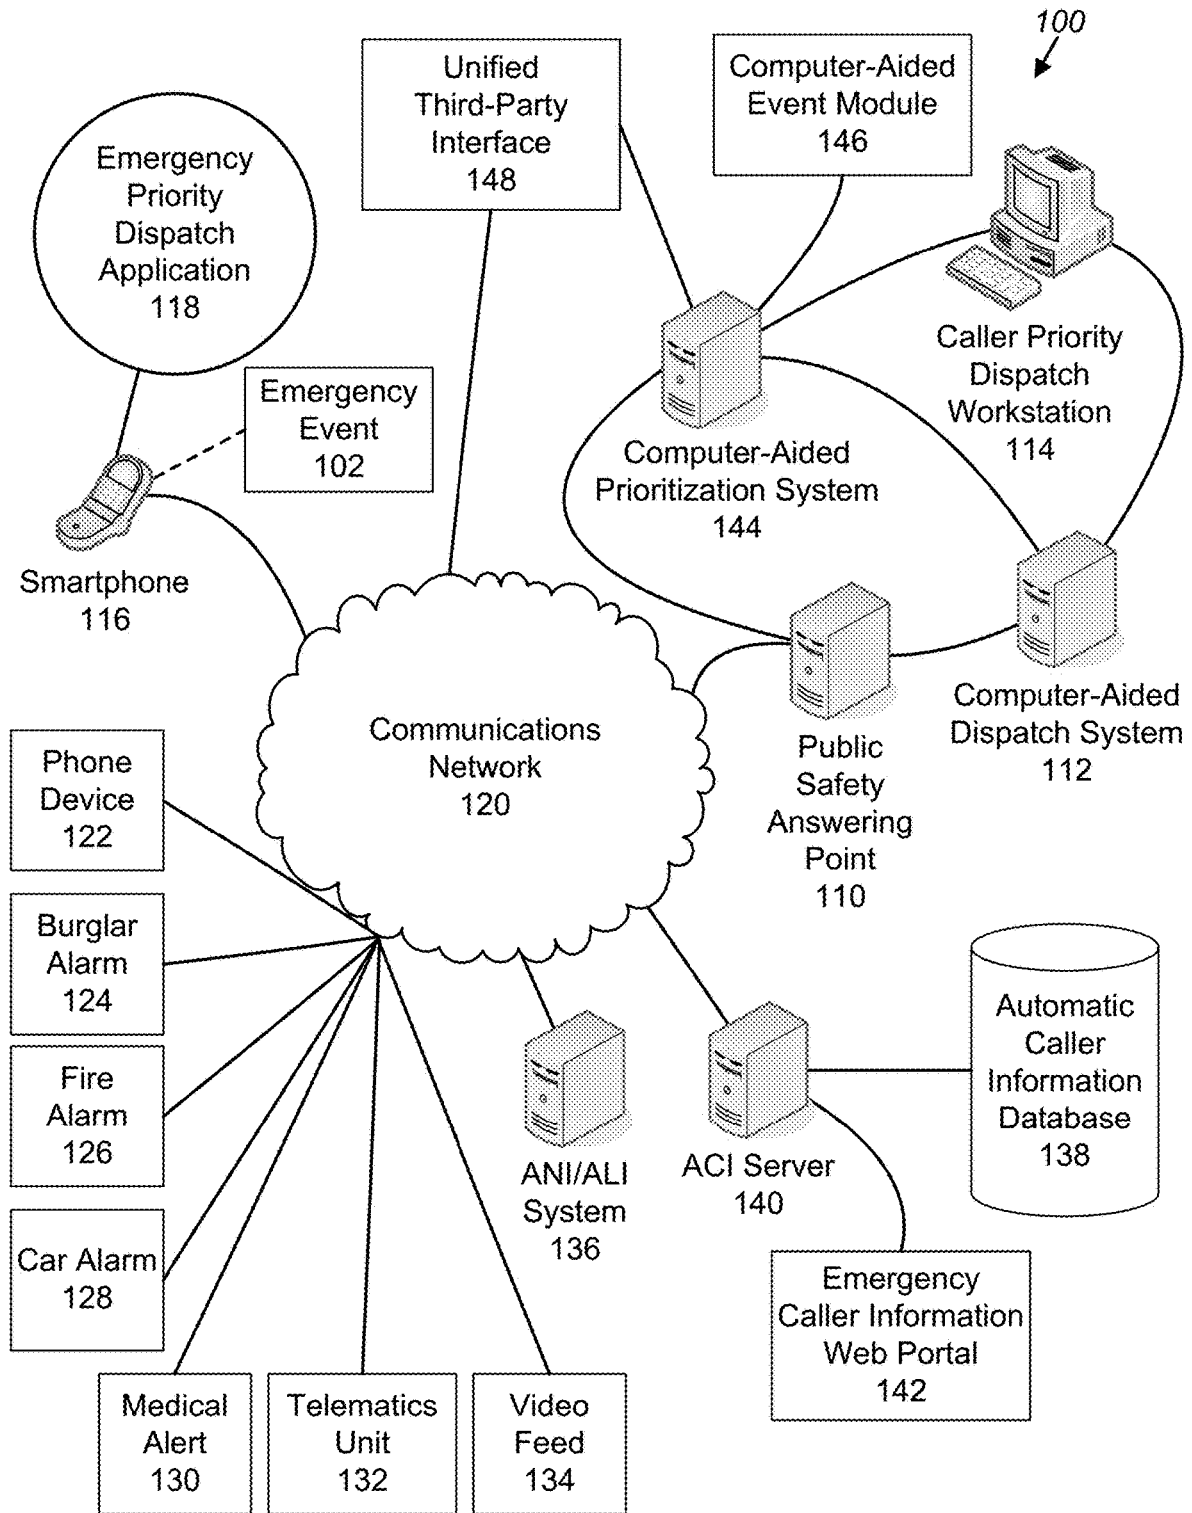 100
Unified
Third-Party
Interface
148
Computer-Aided
Event Module
146
Emergency
Priority
Dispatch
Application
118
Emergency
Event
102
Caller Priority
Dispatch
Workstation
114
Computer-Aided
Prioritization System
144
Smartphone
116
Communications
Network
120
Public
Safety
Answering
Point
110
Computer-Aided
Dispatch System
112
Phone
Device
122
Burglar
Alarm
124
Fire
Alarm
126
Car Alarm
128
Medical
Alert
130
Telematics
Unit
132
Video
Feed
134
ANI/ALI
System
136
ACI Server
140
Automatic
Caller
Information
Database
138
Emergency
Caller Information
Web Portal
142